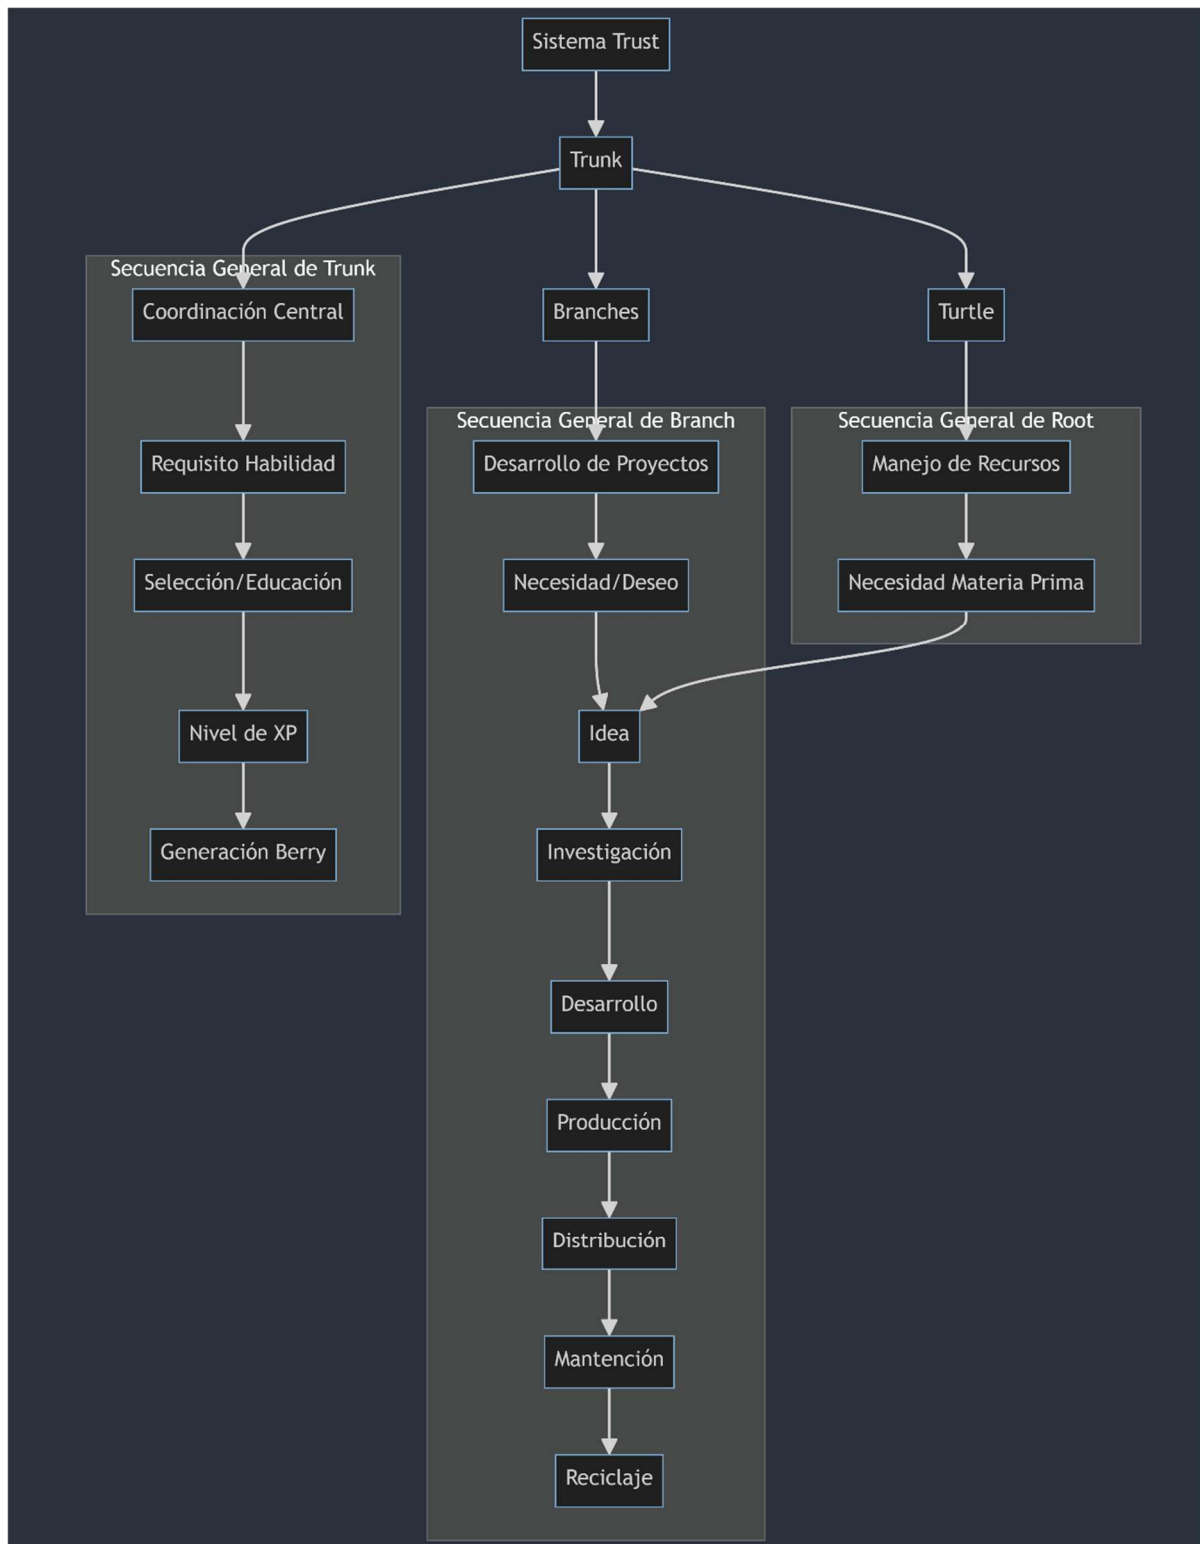 Sistema Trust
Trunk
Secuencia General de Trunk
Coordinación Central
Requisito Habilidad
Selección/Educación
Nivel de XP
Generación Berry
Branches
Secuencia General de Branch
Desarrollo de Proyectos
Necesidad/Deseo
Idea
Investigación
Desarrollo
Producción
Distribución
Mantención
Reciclaje
Turtle
Secuencia General de Root
Manejo de Recursos
Necesidad Materia Prima